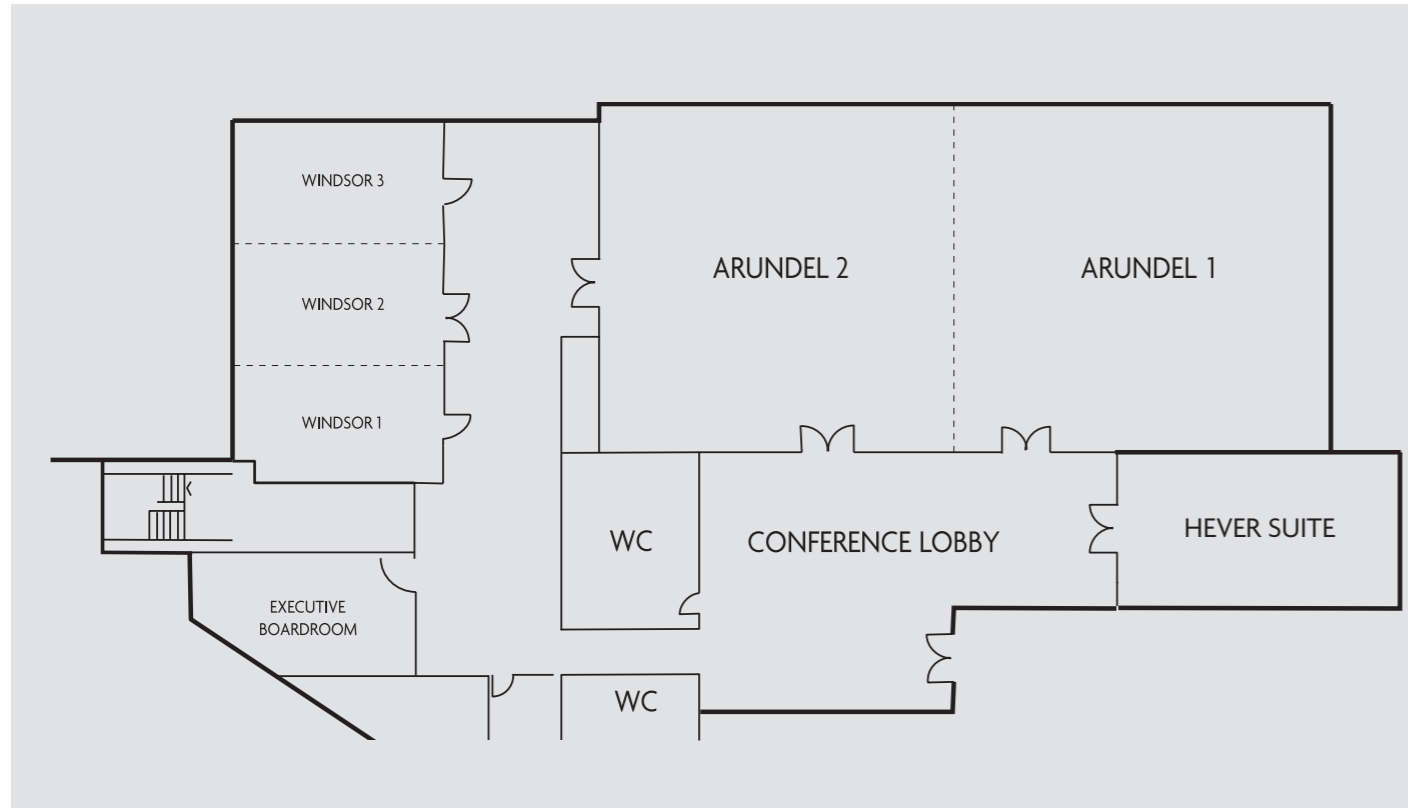 WINDSOR 3
WINDSOR 2
WINDSOR 1
ARUNDEL 2
ARUNDEL 1
WC
CONFERENCE LOBBY
HEVER SUITE
EXECUTIVE
BOARDROOM
WC